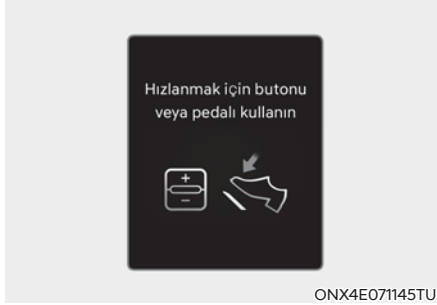 Hızlanmak için butonu
veya pedalı kullanın
+
−
ONX4E071145TU